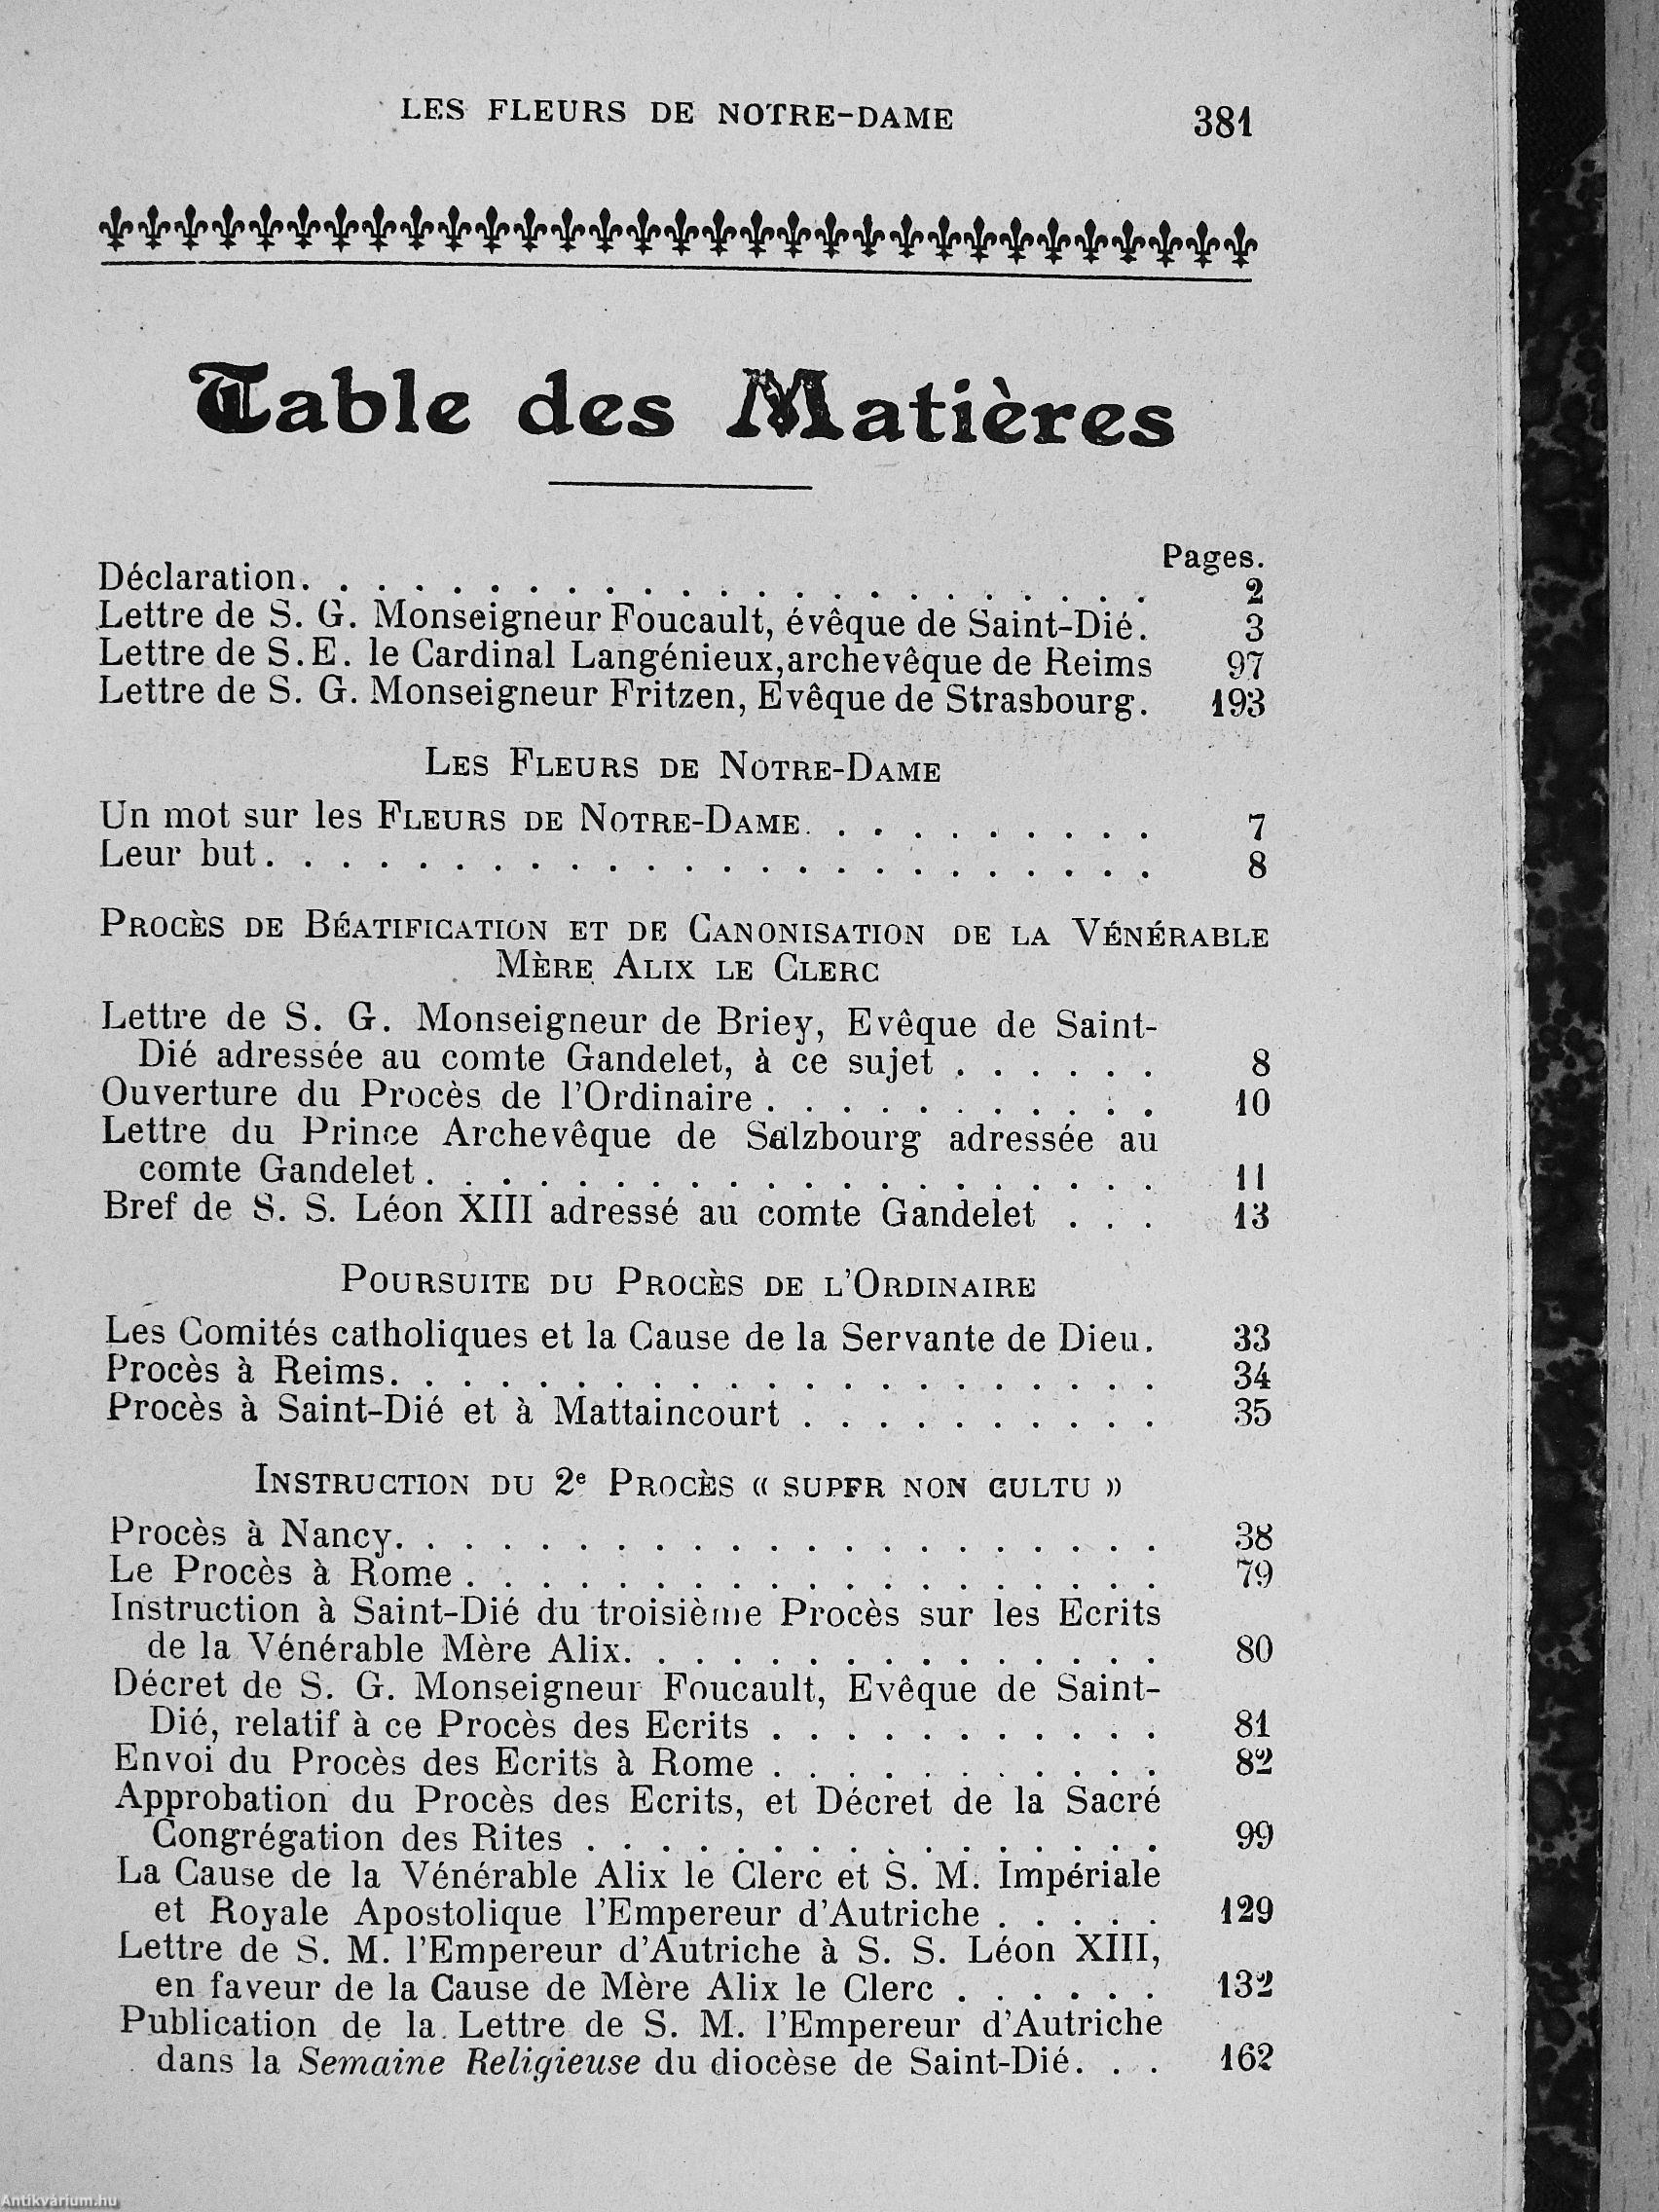 LES FLEURS DE NOTRE-DAME 381
Table des Matières
Pages.
Déclaration. . . . . . . . . . . . . . . . . . . . . . . 2
Lettre de S. G. Monseigneur Foucault, évêque de Saint-Dié. 3
Lettre de S.E. le Cardinal Langénieux,archevêque de Reims 97
Lettre de S. G. Monseigneur Fritzen, Evêque de Strasbourg. 193
LES FLEURS DE NOTRE-DAME
Un mot sur les FLEURS DE NOTRE-DAME. . . . . . . . . . 7
Leur but. . . . . . . . . . . . . . . . . . . . . . . . 8
PROCÈS DE BÉATIFICATION ET DE CANONISATION DE LA VÉNÉRABLE
MÈRE ALIX LE CLERC
Lettre de S. G. Monseigneur de Briey, Evêque de Saint-
Dié adressée au comte Gandelet, à ce sujet . . . . . . 8
Ouverture du Procès de l'Ordinaire . . . . . . . . . . . 10
Lettre du Prince Archevêque de Salzbourg adressée au
comte Gandelet . . . . . . . . . . . . . . . . . . . . 11
Bref de S. S. Léon XIII adressé au comte Gandelet . . . 13
POURSUITE DU PROCÈS DE L'ORDINAIRE
Les Comités catholiques et la Cause de la Servante de Dieu. 33
Procès à Reims. . . . . . . . . . . . . . . . . . . . . 34
Procès à Saint-Dié et à Mattaincourt . . . . . . . . . . 35
INSTRUCTION DU 2e PROCÈS « SUPFR NON CULTU »
Procès à Nancy. . . . . . . . . . . . . . . . . . . . . 38
Le Procès à Rome . . . . . . . . . . . . . . . . . . . 79
Instruction à Saint-Dié du troisième Procès sur les Ecrits
de la Vénérable Mère Alix. . . . . . . . . . . . . . . 80
Décret de S. G. Monseigneur Foucault, Evêque de Saint-
Dié, relatif à ce Procès des Ecrits . . . . . . . . . . . 81
Envoi du Procès des Ecrits à Rome . . . . . . . . . . . 82
Approbation du Procès des Ecrits, et Décret de la Sacré
Congrégation des Rites . . . . . . . . . . . . . . . . 99
La Cause de la Vénérable Alix le Clerc et S. M. Impériale
et Royale Apostolique l'Empereur d'Autriche . . . . . 129
Lettre de S. M. l'Empereur d'Autriche à S. S. Léon XIII,
en faveur de la Cause de Mère Alix le Clerc . . . . . . 132
Publication de la Lettre de S. M. l'Empereur d'Autriche
dans la Semaine Religieuse du diocèse de Saint-Dié. . . 162
Antikvárium.hu